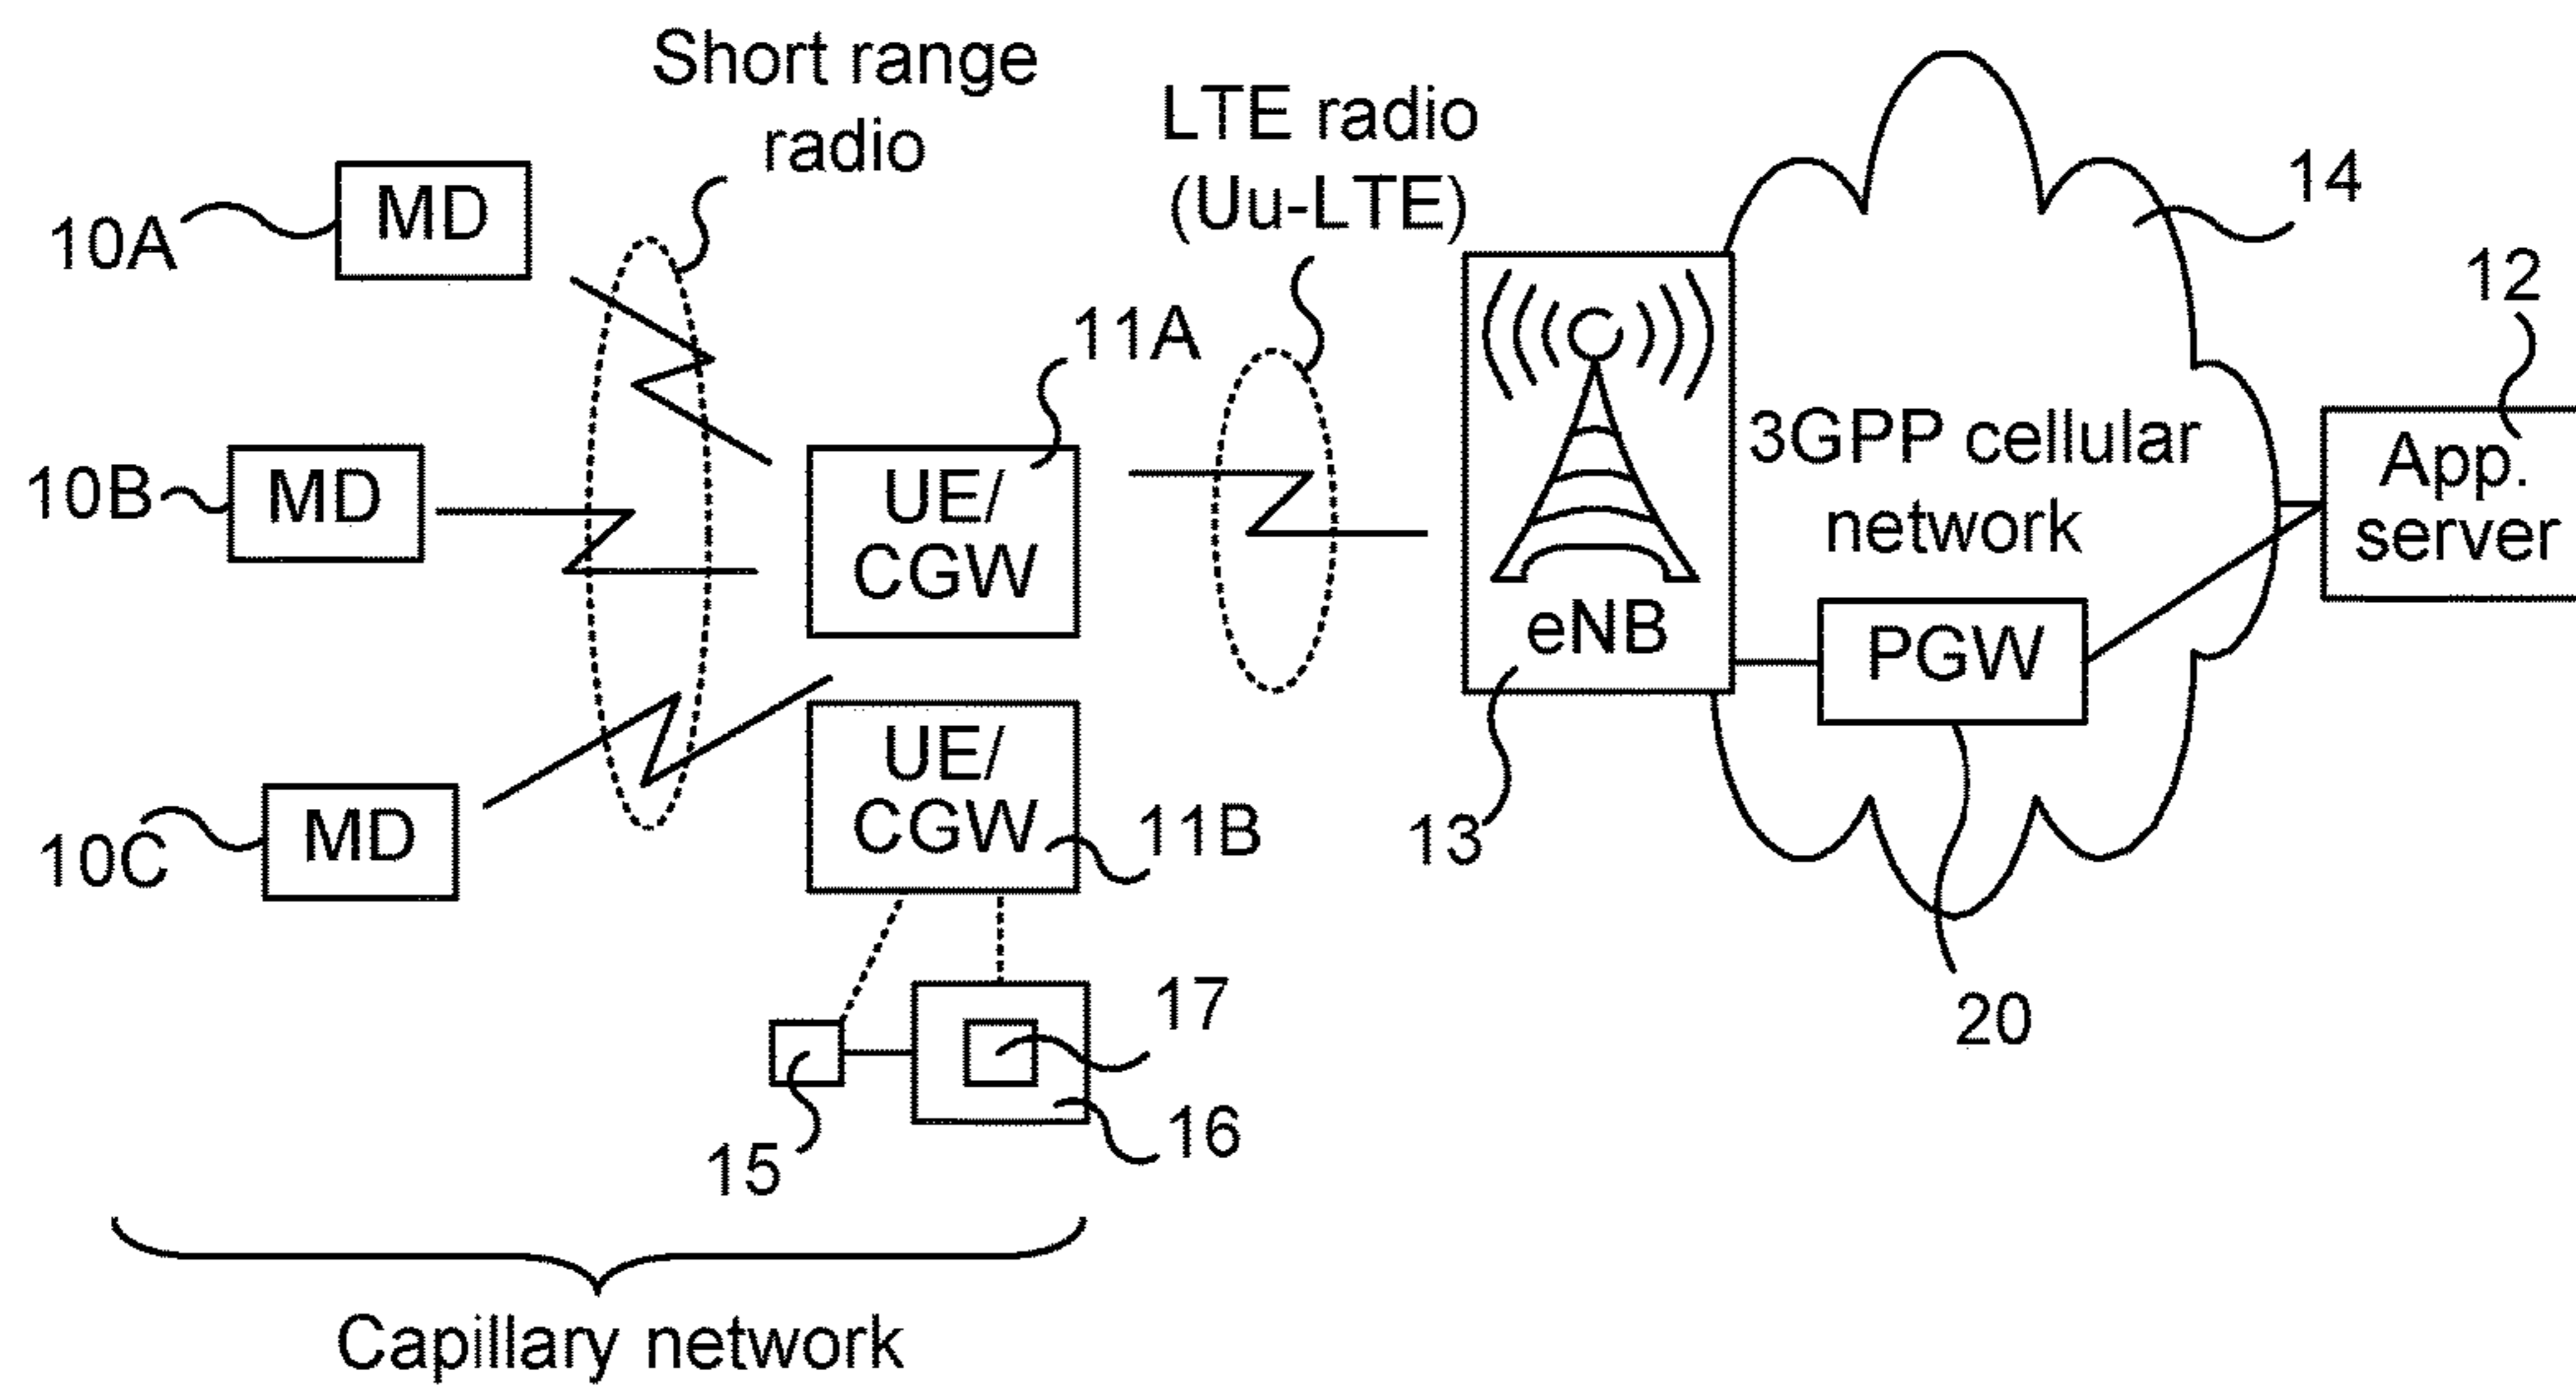 Short range
radio
LTE radio
(Uu-LTE)
10A
MD
14
12
11A
10B
MD
UE/
CGW
3GPP cellular
network
App.
server
eNB
PGW
10C
MD
UE/
CGW
11B
13
17
20
15
16
Capillary network